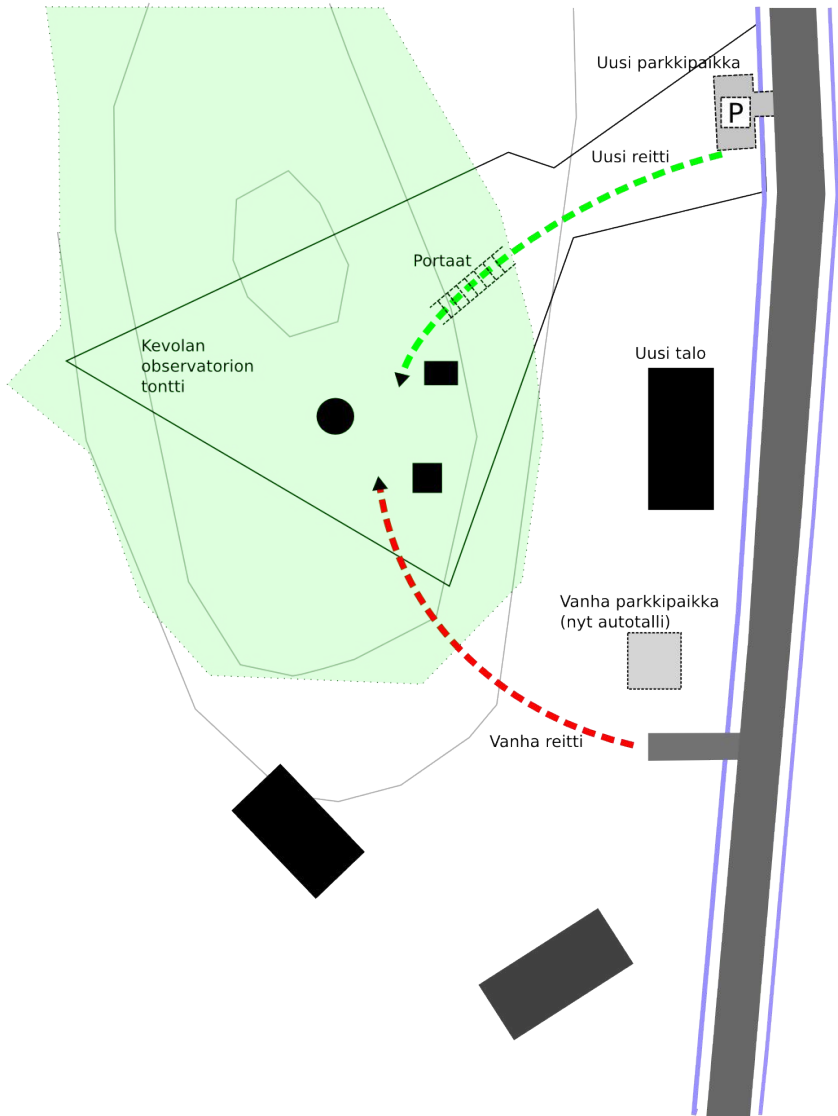 Uusi parkkipaikka
P
Uusi reitti
Portaat
Kevolan
observatorion
tontti
Uusi talo
Vanha parkkipaikka
(nyt autotalli)
Vanha reitti